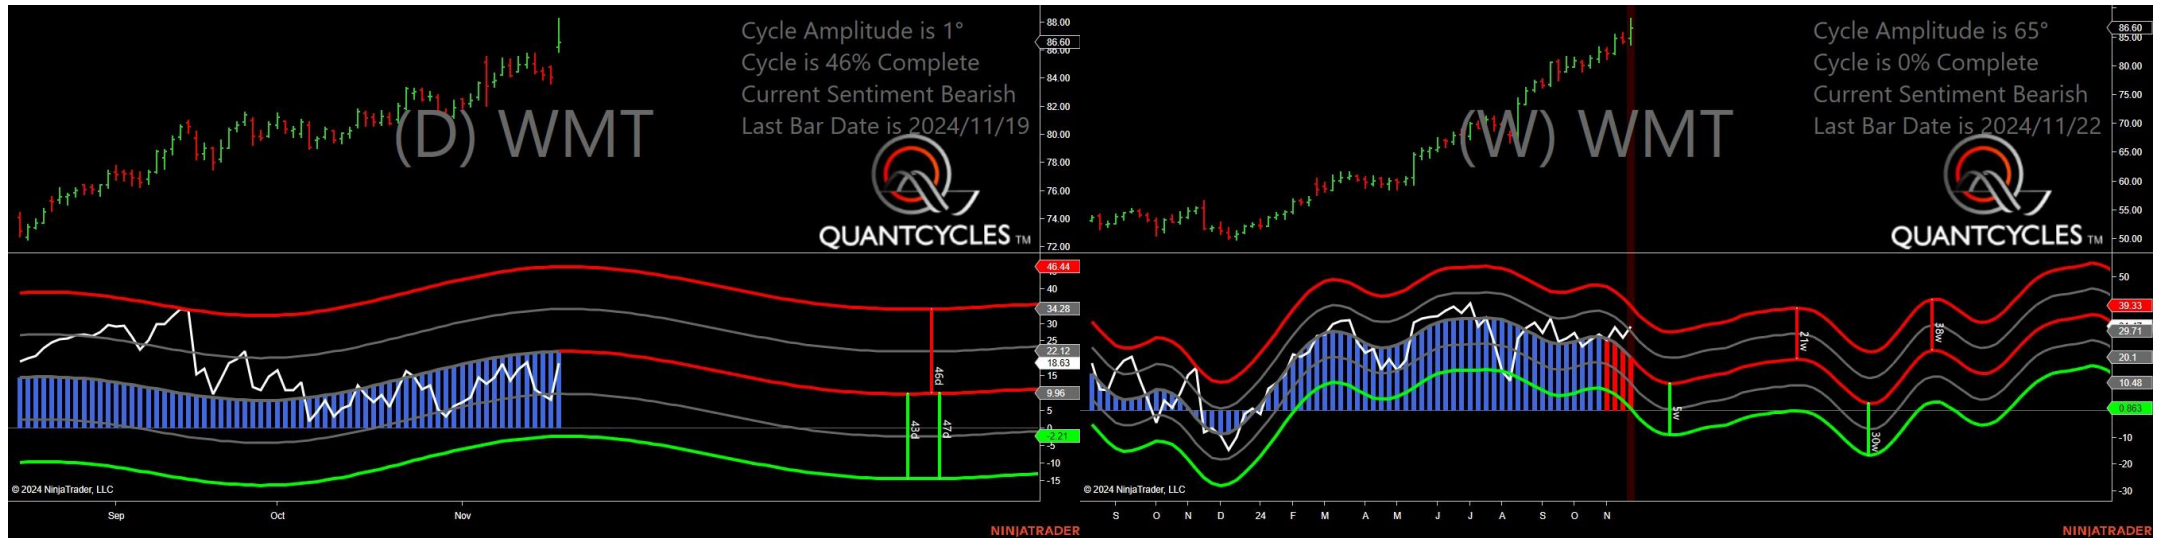 Cycle Amplitude is 1°
Cycle is 46% Complete
Current Sentiment Bearish
Last Bar Date is 2024/11/19
(D) WMT
QUANTCYCLES TM
88.00
86.60
86.00
84.00
82.00
80.00
78.00
76.00
74.00
72.00
46.44
40
34.28
30
25
22.12
18.63
15
9.96
5
0
-2.21
-5
-10
-15
46d
43d
47d
© 2024 NinjaTrader, LLC
Sep Oct Nov
NINJATRADER
Cycle Amplitude is 65°
Cycle is 0% Complete
Current Sentiment Bearish
Last Bar Date is 2024/11/22
(W) WMT
QUANTCYCLES TM
86.60
85.00
80.00
75.00
70.00
65.00
60.00
55.00
50.00
50
39.33
29.71
20.1
10.48
0.863
-10
-20
-30
21w
38w
5w
30w
© 2024 NinjaTrader, LLC
S O N D 24 F M A M J J A S O N
NINJATRADER